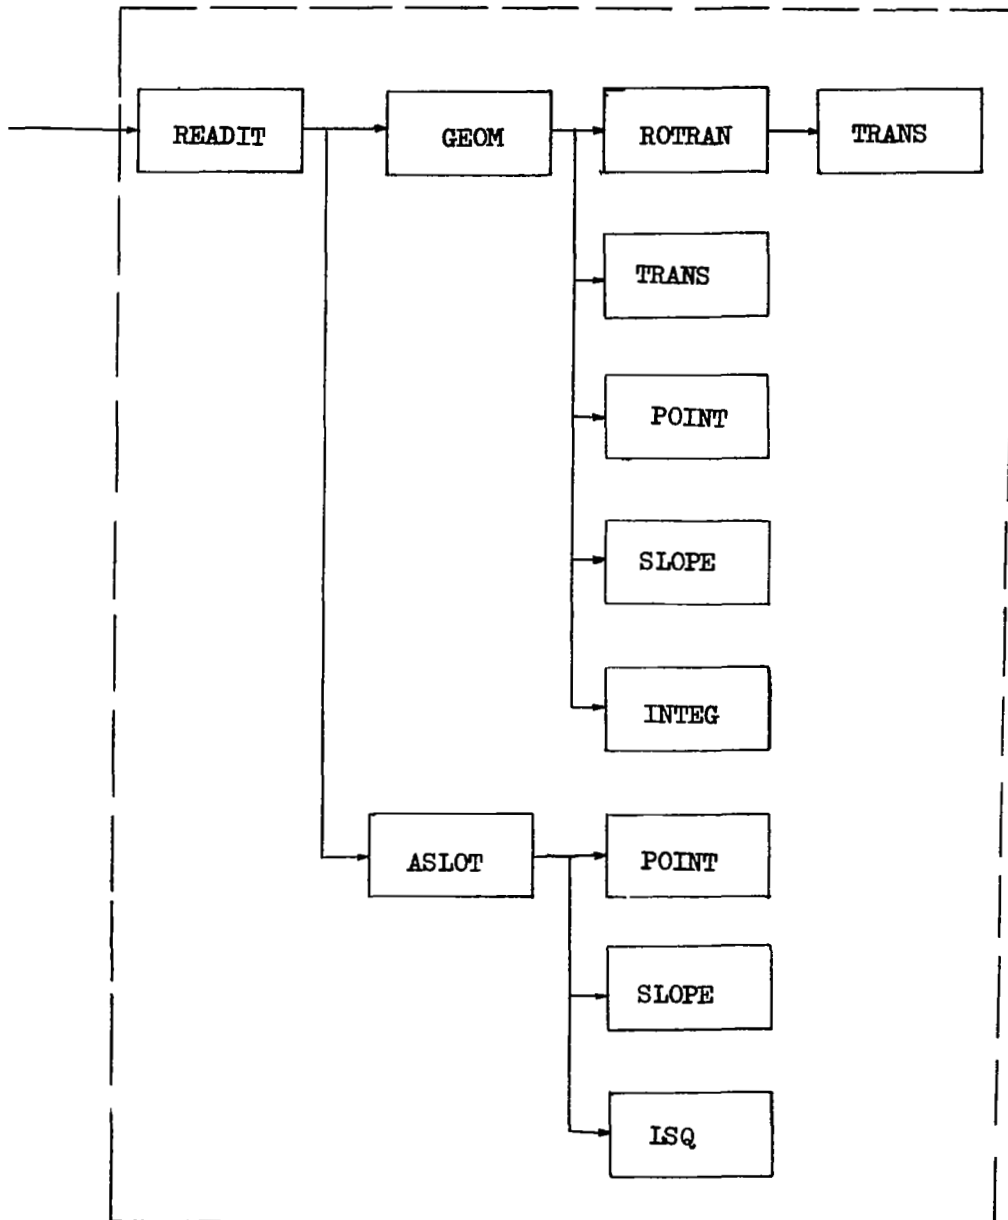 READIT
GEOM
ROTRAN
TRANS
TRANS
POINT
SLOPE
INTEG
ASLOT
POINT
SLOPE
LSQ